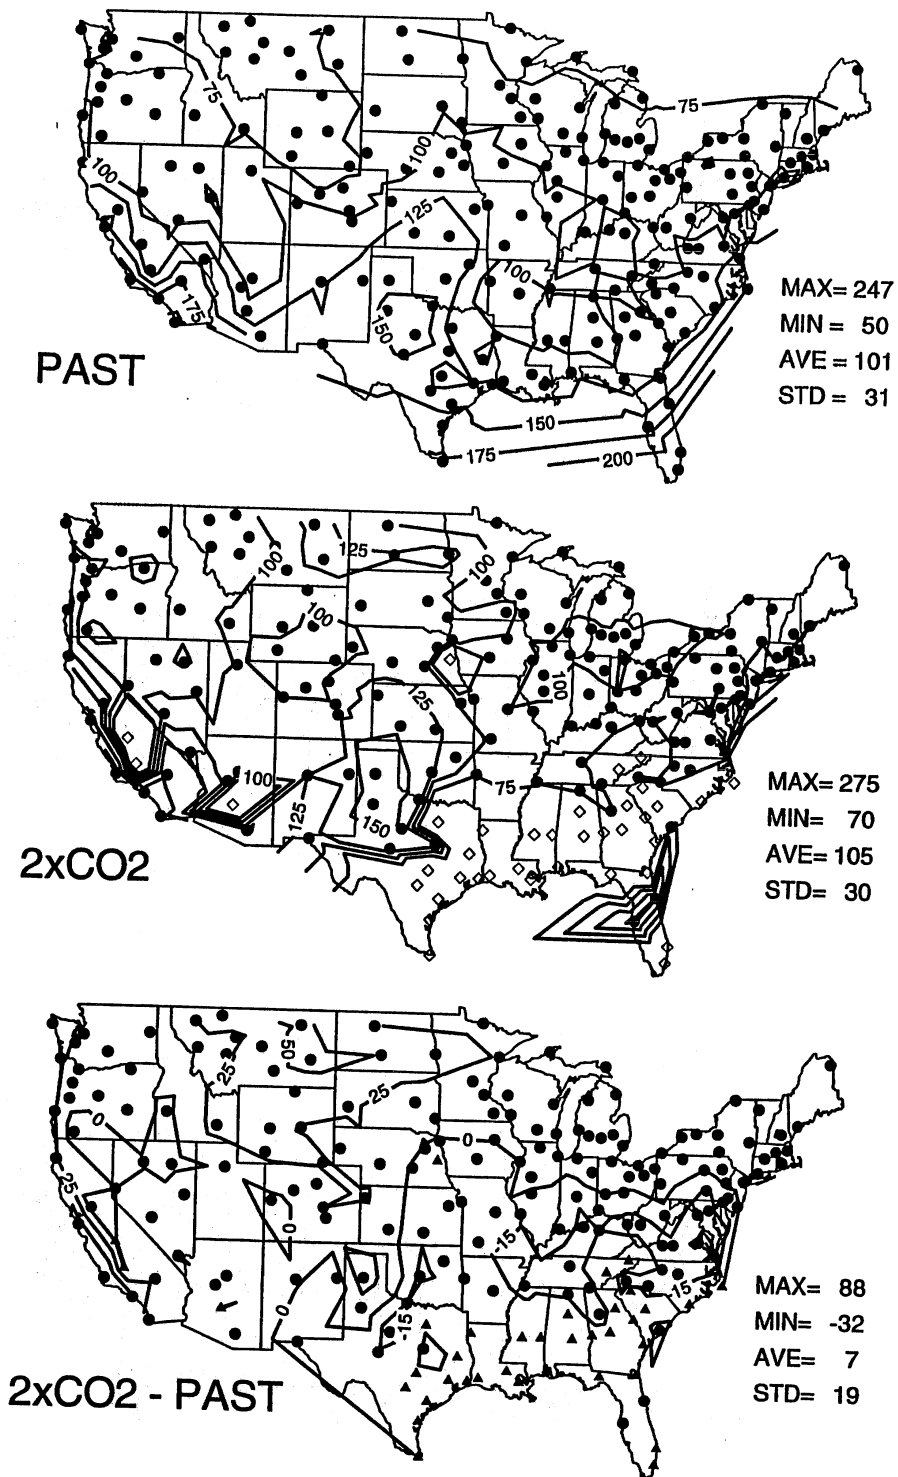 75
75
100
100
125
100
175
150
MAX= 247
MIN = 50
AVE = 101
STD = 31
PAST
150
175
200
125
100
100
100
125
100
100
75
125
150
MAX= 275
MIN= 70
AVE= 105
STD= 30
2xCO2
50
25
25
0
0
25
0
-15
0
-15
15
MAX= 88
MIN= -32
AVE= 7
STD= 19
2xCO2 - PAST